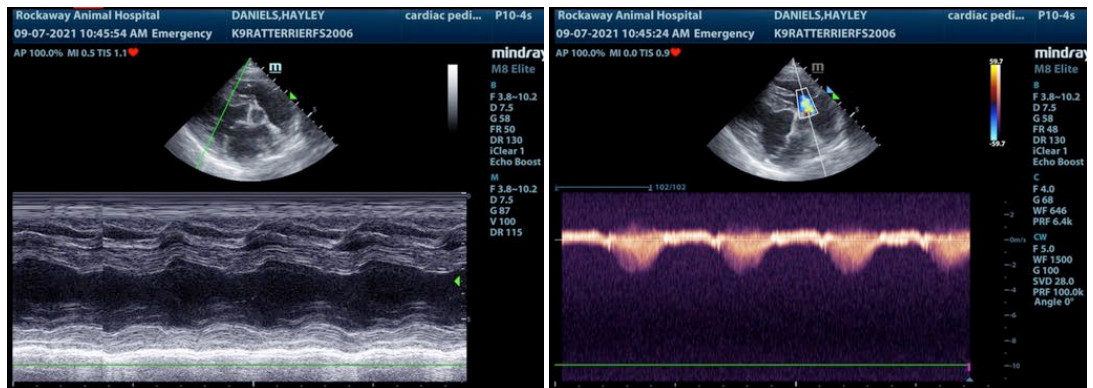 Rockaway Animal Hospital DANIELS,HAYLEY cardiac pedi... P10-4s
09-07-2021 10:45:54 AM Emergency K9RATTERRIERFS2006
AP 100.0% MI 0.5 TIS 1.1
mindray
M8 Elite
m
5
B
F 3.8~10.2
D 7.5
G 58
FR 50
DR 130
iClear 1
Echo Boost
M
F 3.8~10.2
D 7.5
G 87
V 100
DR 115
0
5
Rockaway Animal Hospital DANIELS,HAYLEY cardiac pedi... P10-4s
09-07-2021 10:45:24 AM Emergency K9RATTERRIERFS2006
AP 100.0% MI 0.0 TIS 0.9
mindray
M8 Elite
m
59.7
-59.7
5
B
F 3.8~10.2
D 7.5
G 58
FR 48
DR 130
iClear 1
Echo Boost
C
F 4.0
G 68
WF 646
PRF 6.4k
CW
F 5.0
WF 1500
G 100
SVD 28.0
PRF 100.0k
Angle 0°
102/102
-2
-0m/s
-2
-4
-6
-8
-10